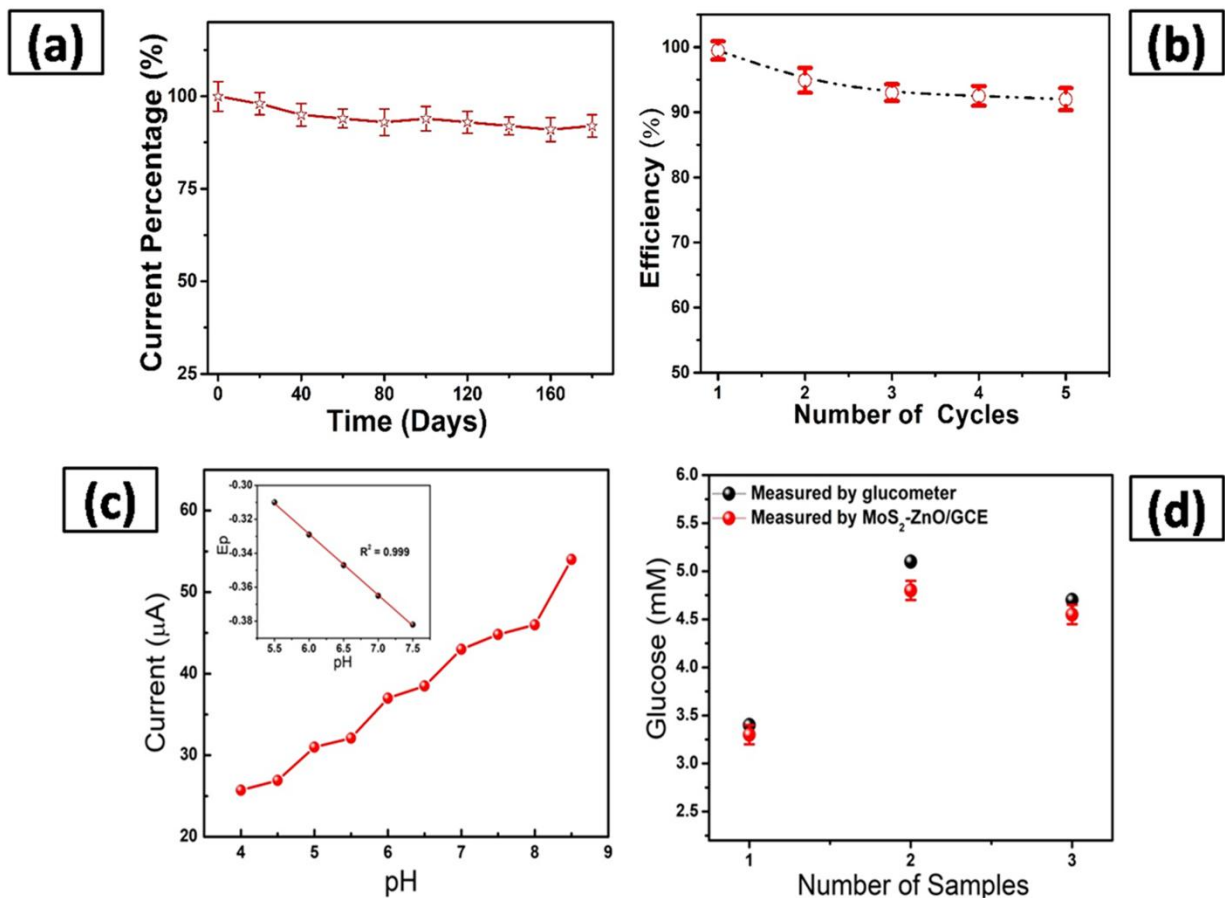 (a)
Current Percentage (%)
100
75
50
25
0 40 80 120 160
Time (Days)
(b)
Efficiency (%)
100
90
80
70
60
50
1 2 3 4 5
Number of Cycles
(c)
Current (μA)
60
50
40
30
20
4 5 6 7 8 9
pH
Ep
-0.30
-0.32
-0.34
-0.36
-0.38
R² = 0.999
5.5 6.0 6.5 7.0 7.5
pH
(d)
Glucose (mM)
6.0
5.5
5.0
4.5
4.0
3.5
3.0
2.5
Measured by glucometer
Measured by MoS₂-ZnO/GCE
1 2 3
Number of Samples